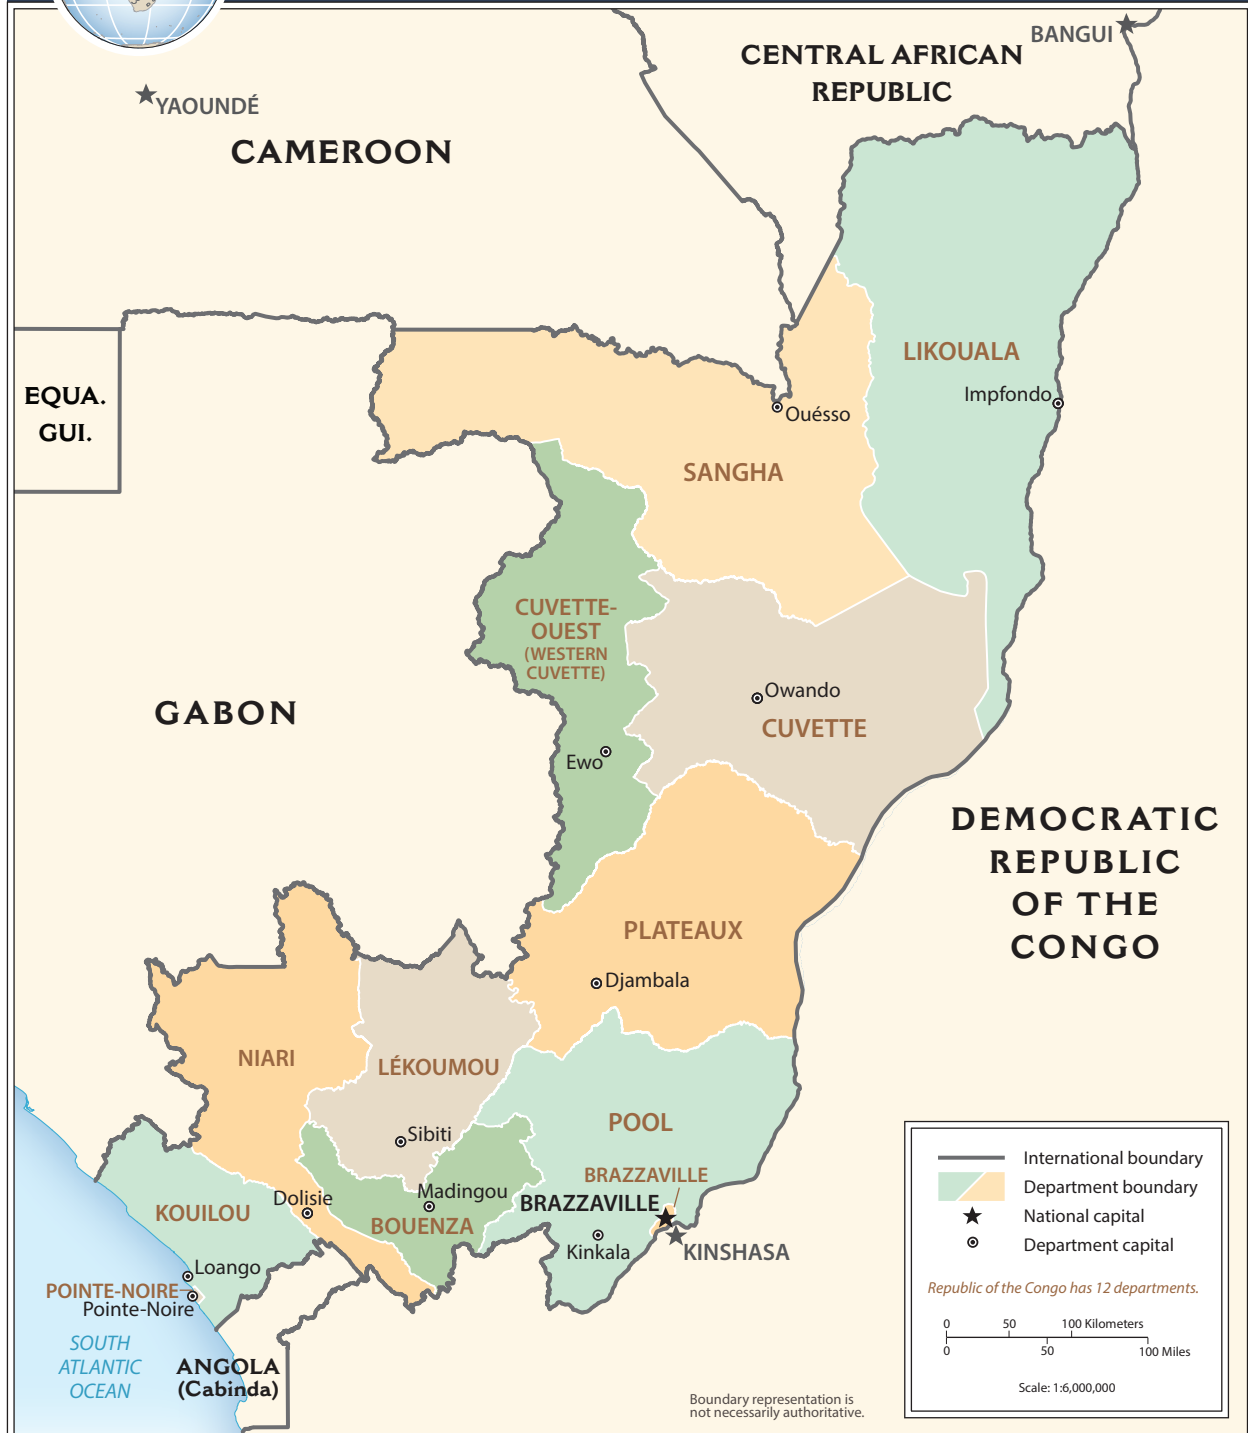 BANGUI
CENTRAL AFRICAN
REPUBLIC
YAOUNDÉ
CAMEROON
LIKOUALA
EQUA.
GUI.
Impfondo
Ouésso
SANGHA
CUVETTE-
OUEST
(WESTERN
CUVETTE)
Owando
GABON
CUVETTE
Ewo
DEMOCRATIC
REPUBLIC
OF THE
CONGO
PLATEAUX
Djambala
NIARI
LÉKOUMOU
POOL
Sibiti
BRAZZAVILLE
Madingou
BRAZZAVILLE
Dolisie
KOUILOU
BOUENZA
Kinkala
KINSHASA
Loango
POINTE-NOIRE
Pointe-Noire
SOUTH
ATLANTIC
OCEAN
ANGOLA
(Cabinda)
International boundary
Department boundary
National capital
Department capital
Republic of the Congo has 12 departments.
0 50 100 Kilometers
0 50 100 Miles
Scale: 1:6,000,000
Boundary representation is
not necessarily authoritative.